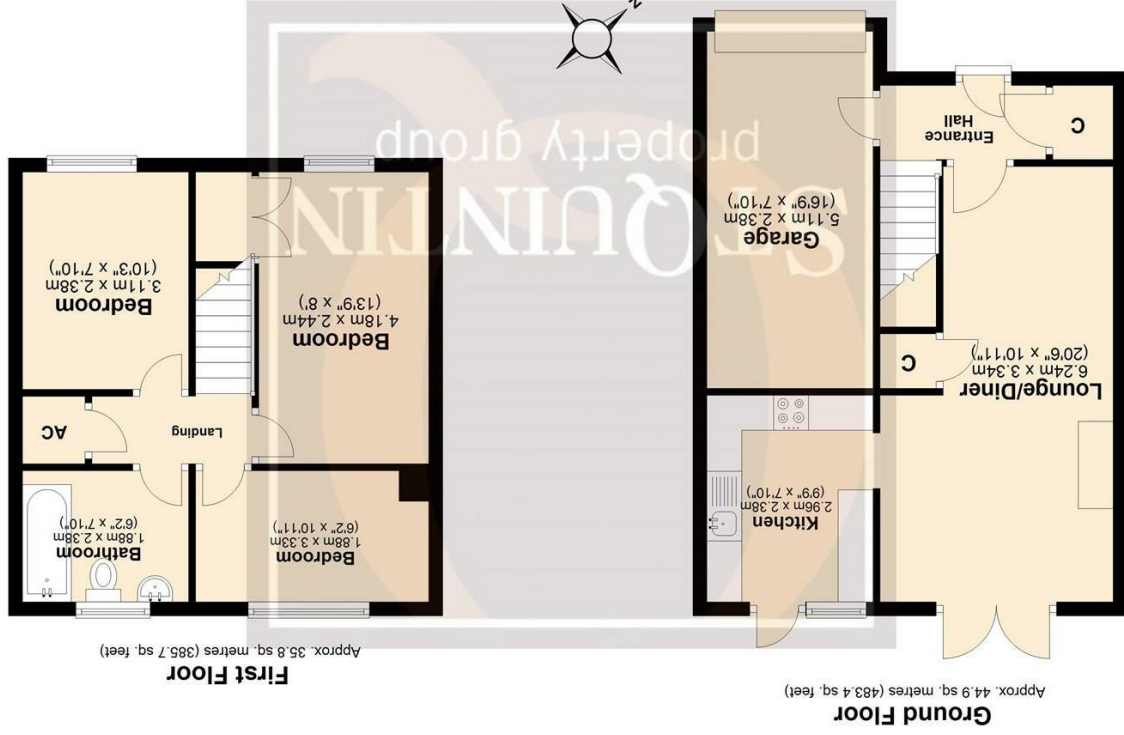 Ground Floor
Approx. 44.9 sq. metres (483.4 sq. feet)
Kitchen
2.96m x 2.38m
(9'9" x 7'10")
Lounge/Diner
6.24m x 3.34m
(20'6" x 10'11")
C
Garage
5.11m x 2.38m
(16'9" x 7'10")
Entrance
Hall
C
First Floor
Approx. 35.8 sq. metres (385.7 sq. feet)
Bedroom
1.88m x 3.33m
(6'2" x 10'11")
Bathroom
1.88m x 2.38m
(6'2" x 7'10")
Landing
AC
Bedroom
4.18m x 2.44m
(13'9" x 8')
Bedroom
3.11m x 2.38m
(10'3" x 7'10")
N
ST QUINTIN
property group